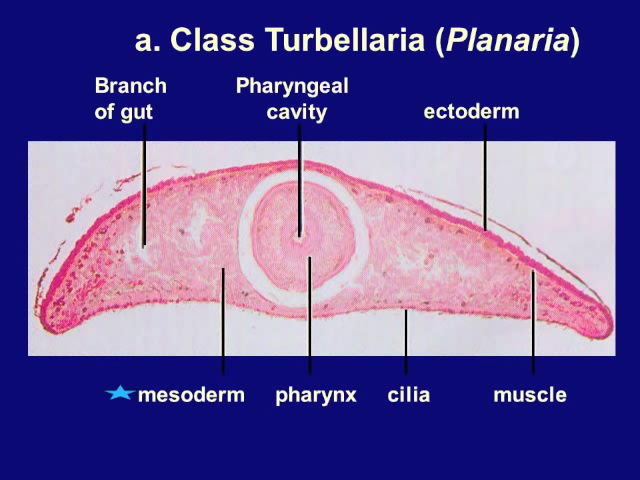 a. Class Turbellaria (Planaria)
Branch
of gut
Pharyngeal
cavity
ectoderm
mesoderm
pharynx
cilia
muscle